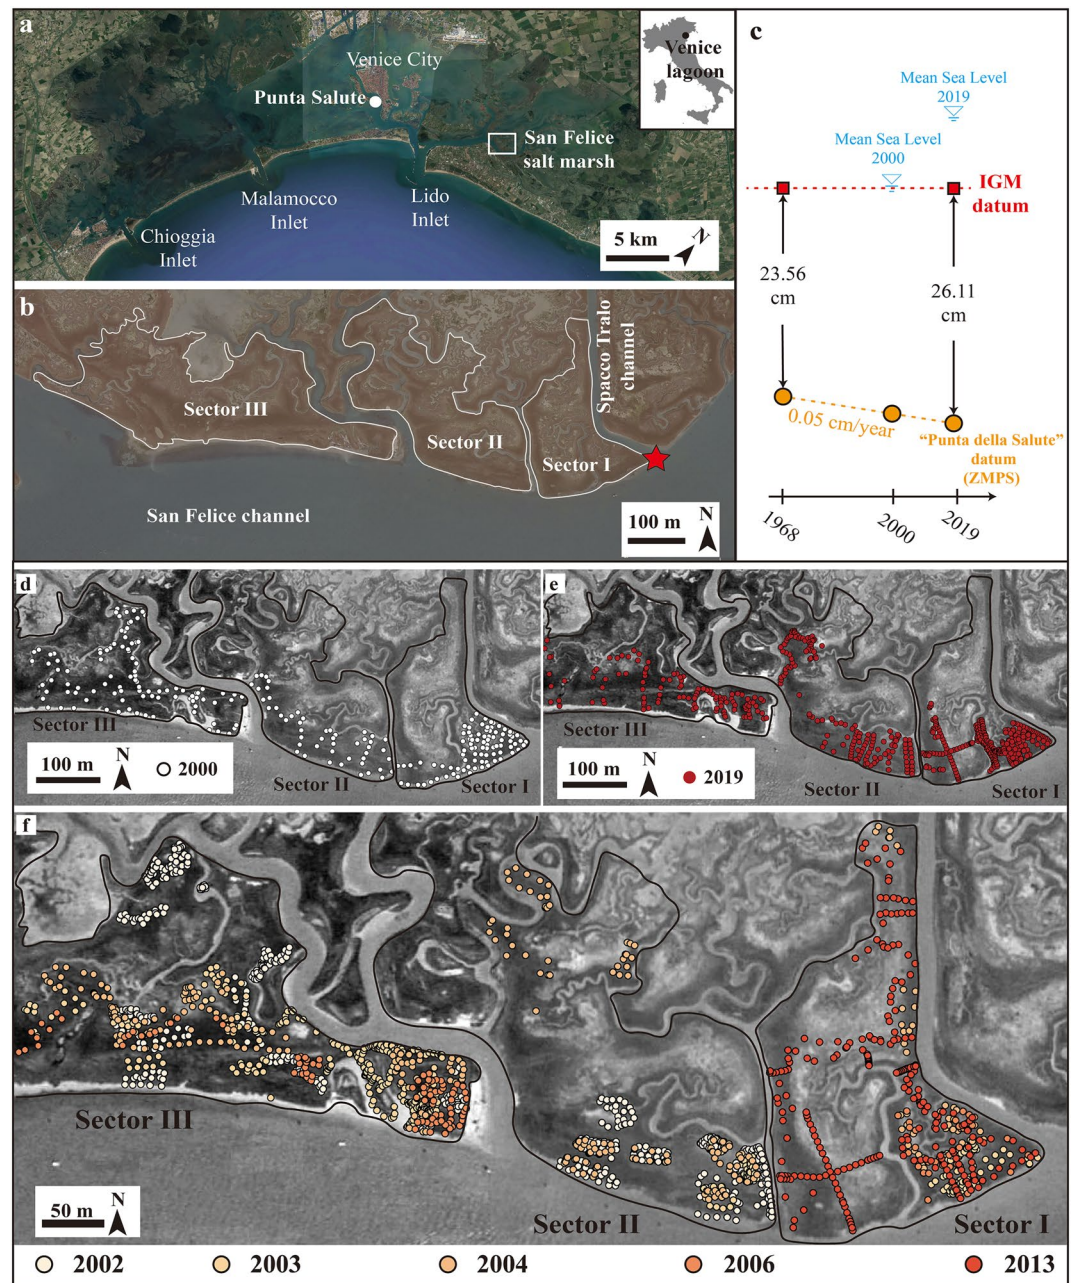 a
Venice City
Punta Salute
San Felice
salt marsh
Malamocco
Inlet
Lido
Inlet
Chioggia
Inlet
5 km
N
Venice
lagoon
b
Sector III
Sector II
Sector I
Spacco Tralo
channel
San Felice channel
100 m
N
c
Mean Sea Level
2019
Mean Sea Level
2000
IGM
datum
23.56
cm
26.11
cm
0.05 cm/year
“Punta della Salute”
datum
(ZMPS)
1968
2000
2019
d
Sector III
100 m
N
2000
Sector II
Sector I
e
Sector III
100 m
N
2019
Sector II
Sector I
f
Sector III
50 m
N
Sector II
Sector I
2002
2003
2004
2006
2013